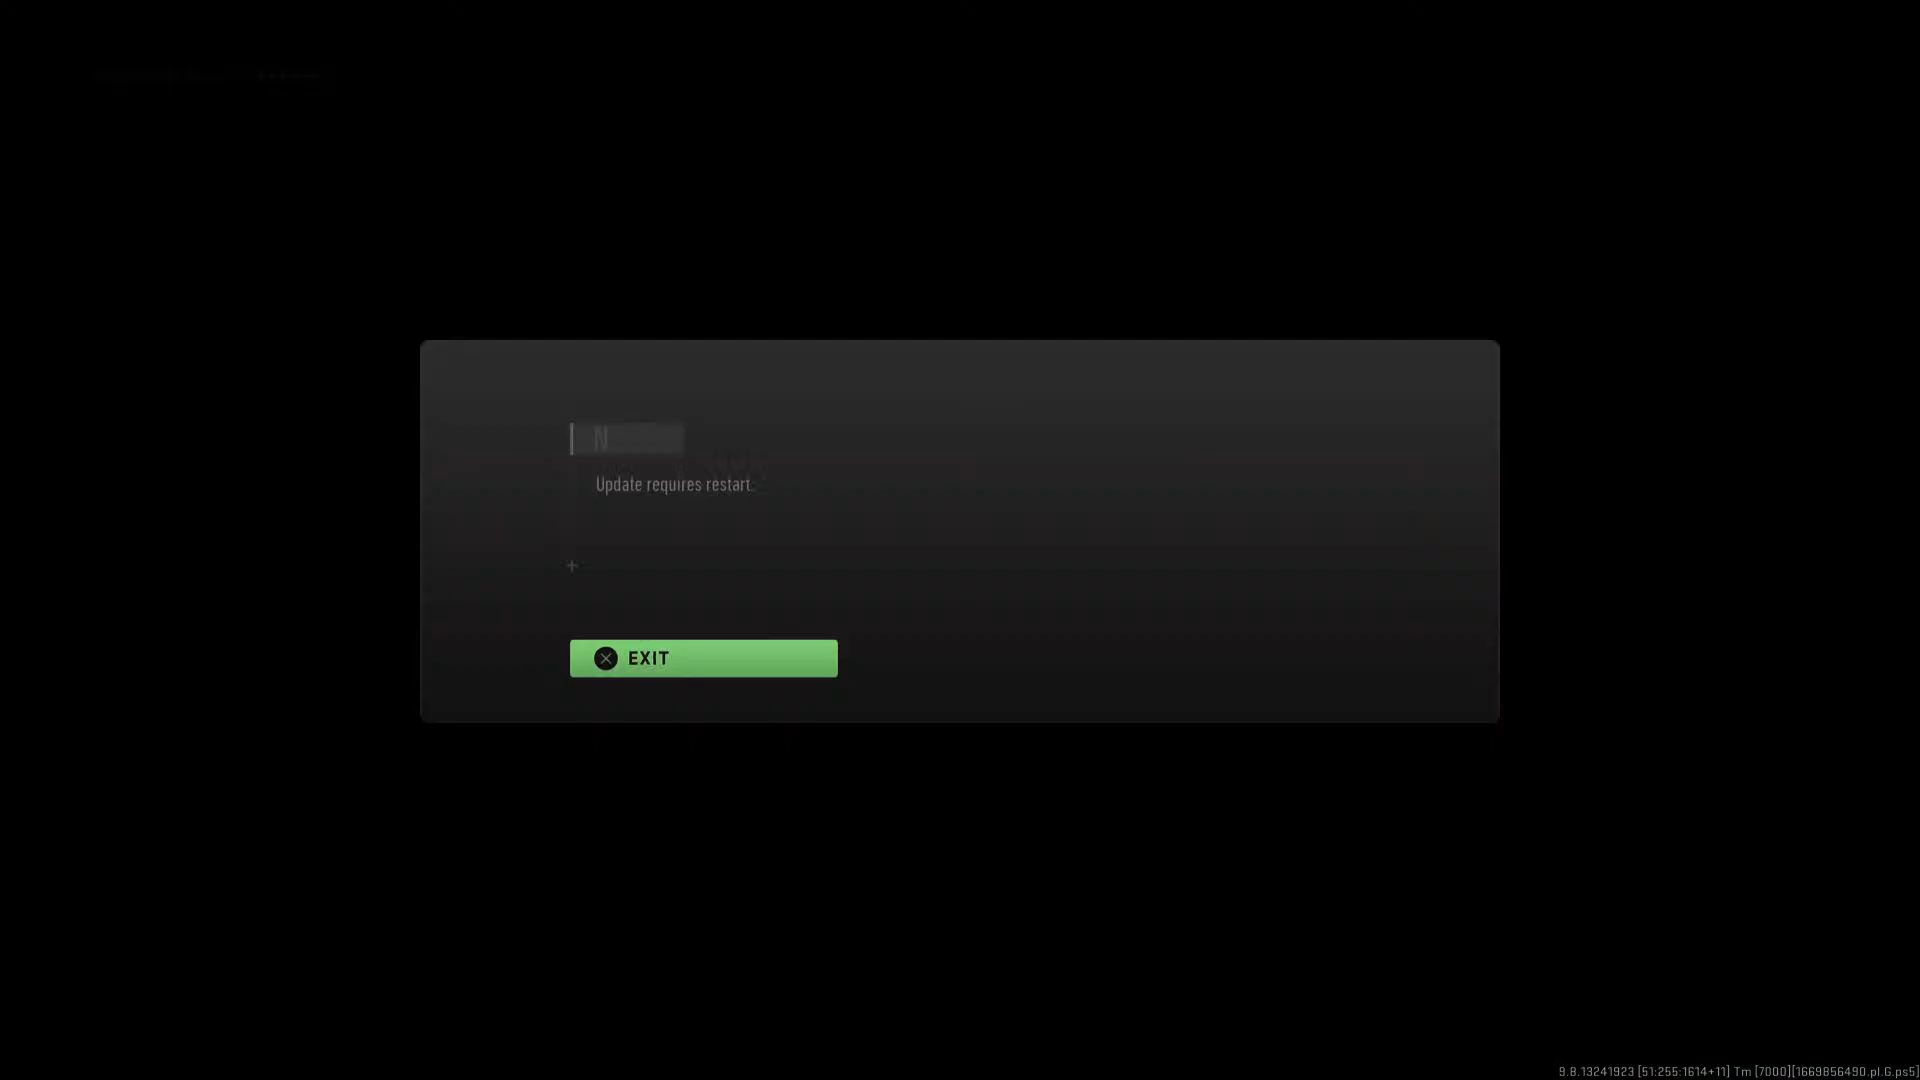 N
Update requires restart.
EXIT
9.8.13241923 [51:255:1614+11] Tm [7000][1669856490.pl.G.ps5]